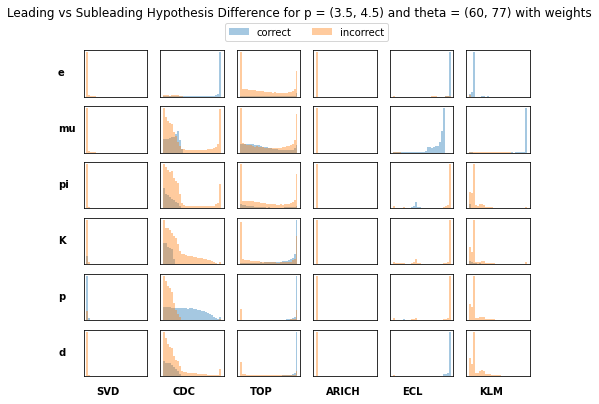 Leading vs Subleading Hypothesis Difference for p = (3.5, 4.5) and theta = (60, 77) with weights
correct incorrect
e
mu
pi
K
p
d
SVD CDC TOP ARICH ECL KLM